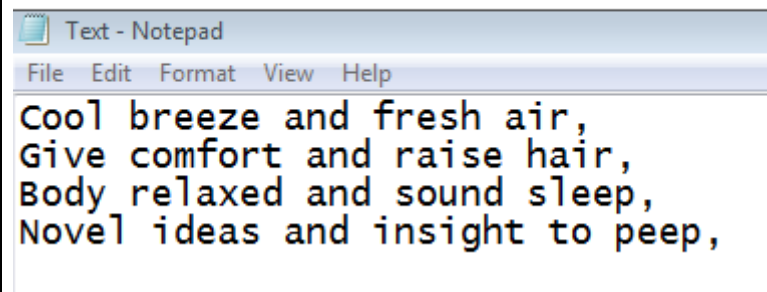 Text - Notepad
File Edit Format View Help
Cool breeze and fresh air,
Give comfort and raise hair,
Body relaxed and sound sleep,
Novel ideas and insight to peep,